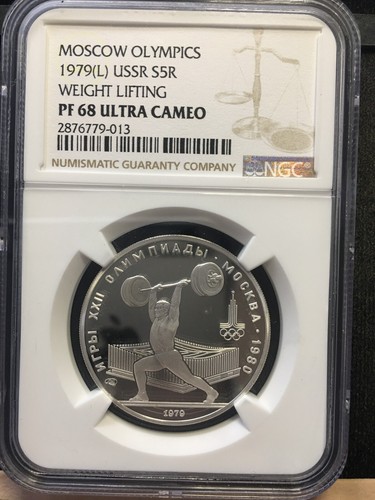 MOSCOW OLYMPICS
1979(L) USSR S5R
WEIGHT LIFTING
PF 68 ULTRA CAMEO
2876779-013
NUMISMATIC GUARANTY COMPANY
NGC
ИГРЫ XXII ОЛИМПИАДЫ • МОСКВА • 1980
1979